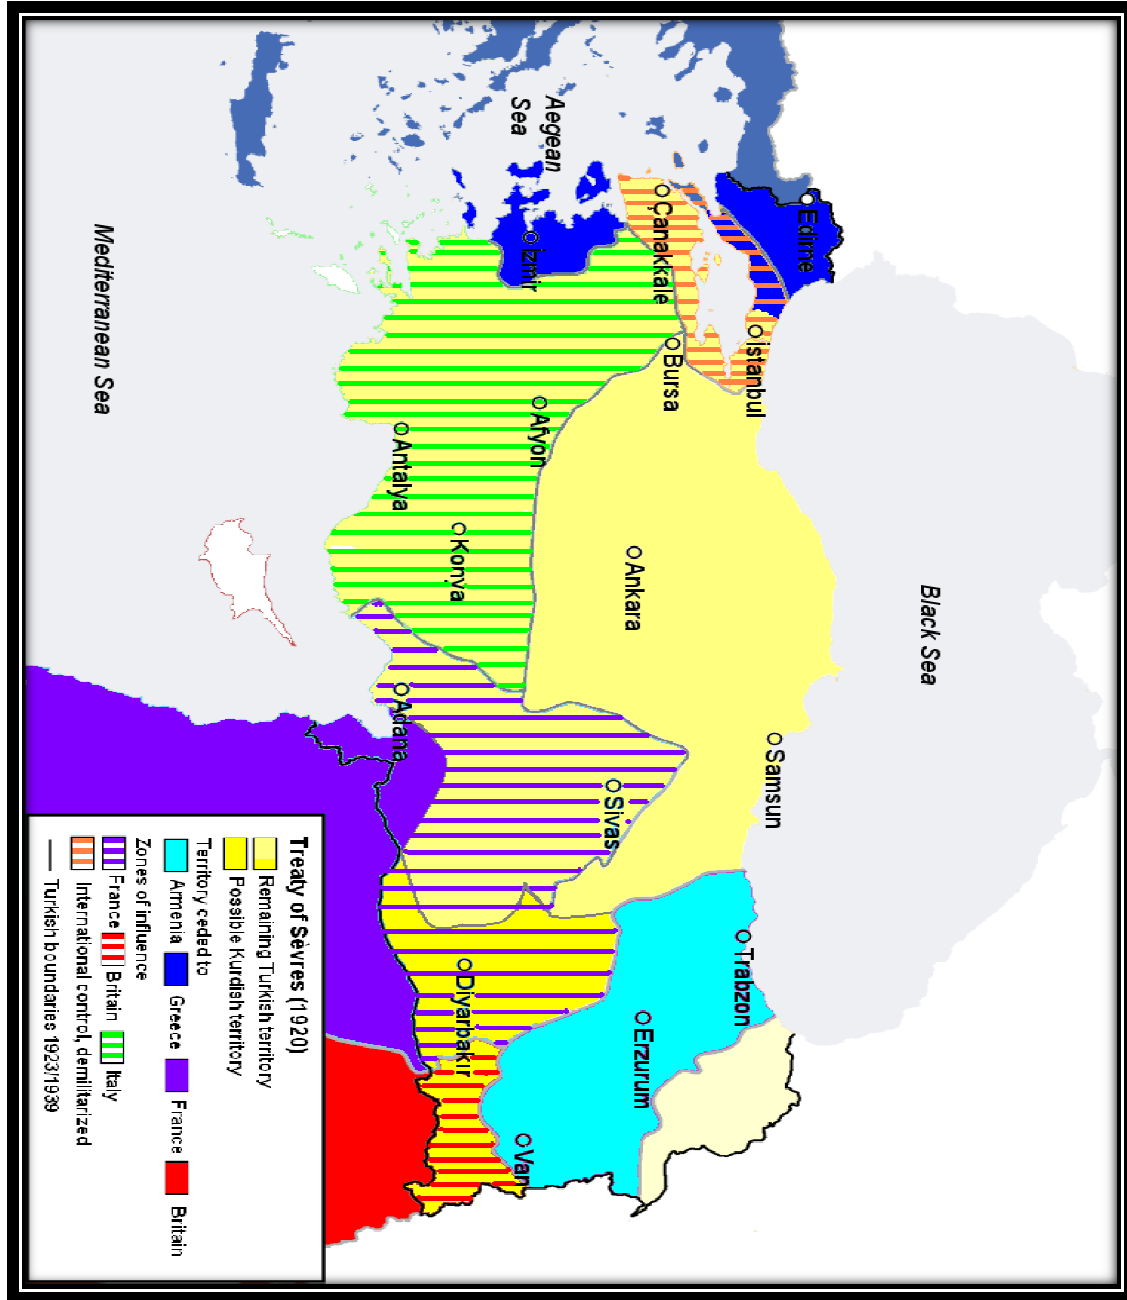 Black Sea
Edirne
İstanbul
Samsun
Trabzon
Çanakkale
Bursa
Ankara
Erzurum
Sivas
Aegean
Sea
İzmir
Afyon
Van
Konya
Diyarbakır
Antalya
Adana
Mediterranean Sea
Treaty of Sèvres (1920)
Remaining Turkish territory
Possible Kurdish territory
Territory ceded to
Armenia Greece France Britain
Zones of influence
France Britain Italy
International control, demilitarized
Turkish boundaries 1923/1939